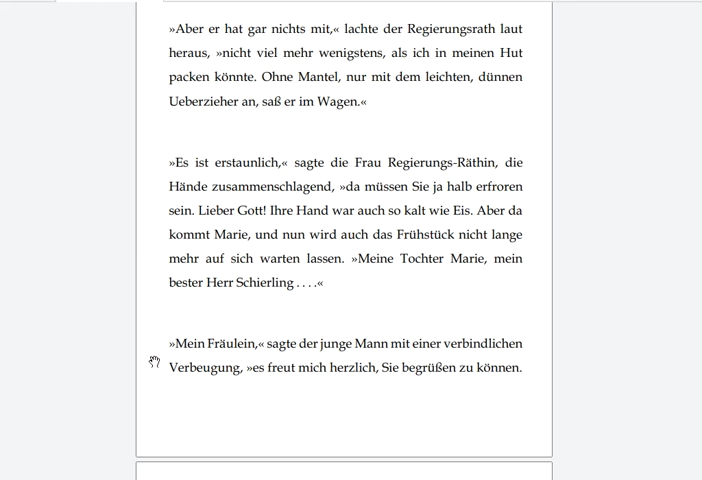 »Aber er hat gar nichts mit,« lachte der Regierungsrath laut
heraus, »nicht viel mehr wenigstens, als ich in meinen Hut
packen könnte. Ohne Mantel, nur mit dem leichten, dünnen
Ueberzieher an, saß er im Wagen.«
»Es ist erstaunlich,« sagte die Frau Regierungs-Räthin, die
Hände zusammenschlagend, »da müssen Sie ja halb erfroren
sein. Lieber Gott! Ihre Hand war auch so kalt wie Eis. Aber da
kommt Marie, und nun wird auch das Frühstück nicht lange
mehr auf sich warten lassen. »Meine Tochter Marie, mein
bester Herr Schierling . . . .«
»Mein Fräulein,« sagte der junge Mann mit einer verbindlichen
Verbeugung, »es freut mich herzlich, Sie begrüßen zu können.